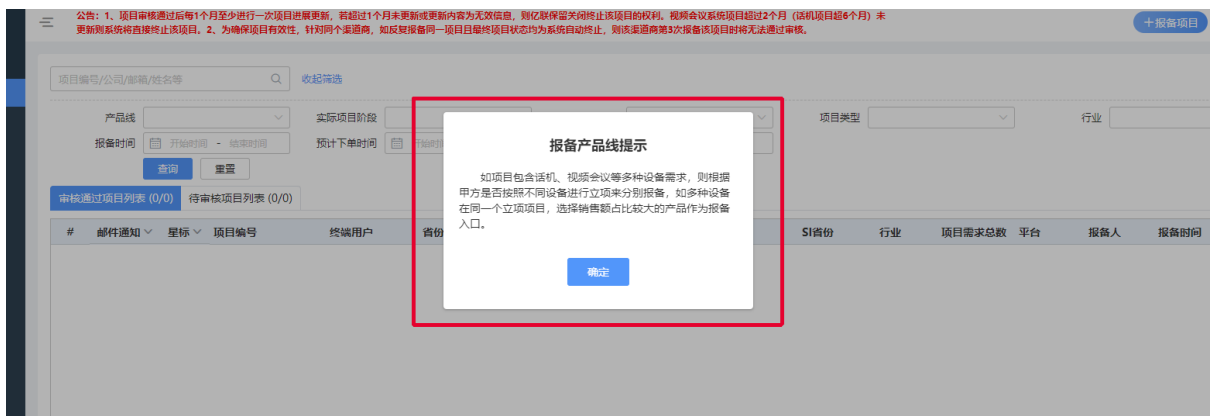 公告：1、项目审核通过后每1个月至少进行一次项目进展更新，若超过1个月未更新或更新内容为无效信息，则亿联保留关闭终止该项目的权利。视频会议系统项目超过2个月（话机项目超6个月）未
更新则系统将直接终止该项目。2、为确保项目有效性，针对同个渠道商，如反复报备同一项目且最终项目状态均为系统自动终止，则该渠道商第3次报备该项目时将无法通过审核。
+报备项目
项目编号/公司/邮箱/姓名等
收起筛选
产品线
实际项目阶段
项目类型
行业
报备时间
开始时间 - 结束时间
预计下单时间
开始时
查询
重置
审核通过项目列表 (0/0)
待审核项目列表 (0/0)
# 邮件通知 星标 项目编号 终端用户 省份 SI省份 行业 项目需求总数 平台 报备人 报备时间
报备产品线提示
如项目包含话机、视频会议等多种设备需求，则根据
甲方是否按照不同设备进行立项来分别报备，如多种设备
在同一个立项项目，选择销售额占比较大的产品作为报备
入口。
确定